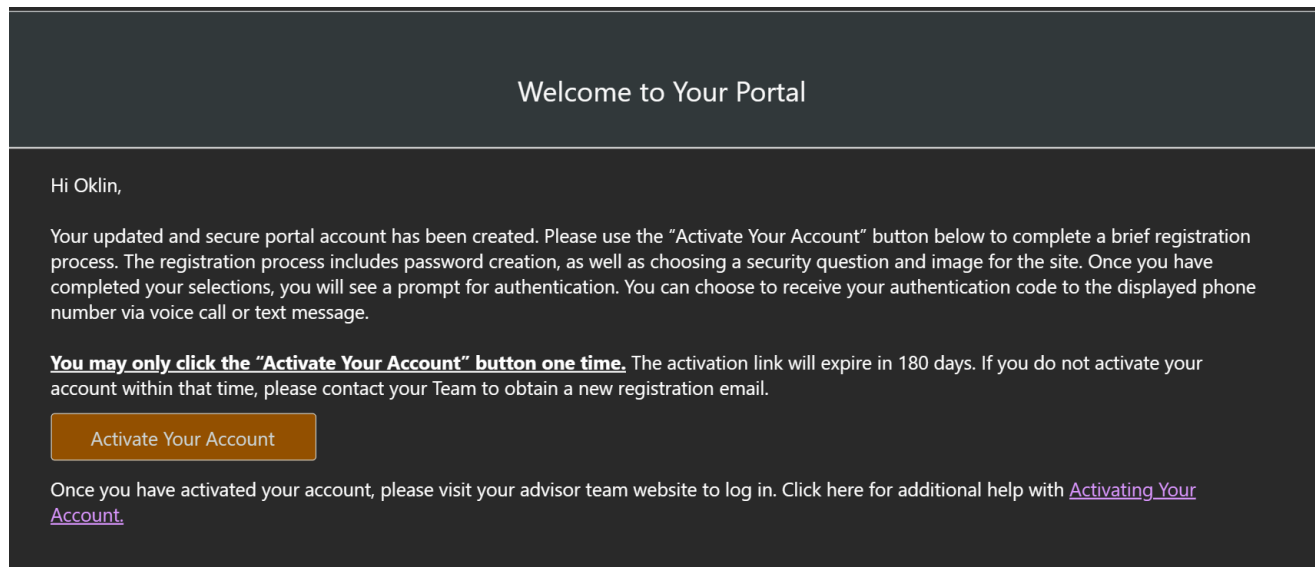 Welcome to Your Portal
Hi Oklin,
Your updated and secure portal account has been created. Please use the “Activate Your Account” button below to complete a brief registration
process. The registration process includes password creation, as well as choosing a security question and image for the site. Once you have
completed your selections, you will see a prompt for authentication. You can choose to receive your authentication code to the displayed phone
number via voice call or text message.
You may only click the “Activate Your Account” button one time. The activation link will expire in 180 days. If you do not activate your
account within that time, please contact your Team to obtain a new registration email.
Activate Your Account
Once you have activated your account, please visit your advisor team website to log in. Click here for additional help with Activating Your
Account.